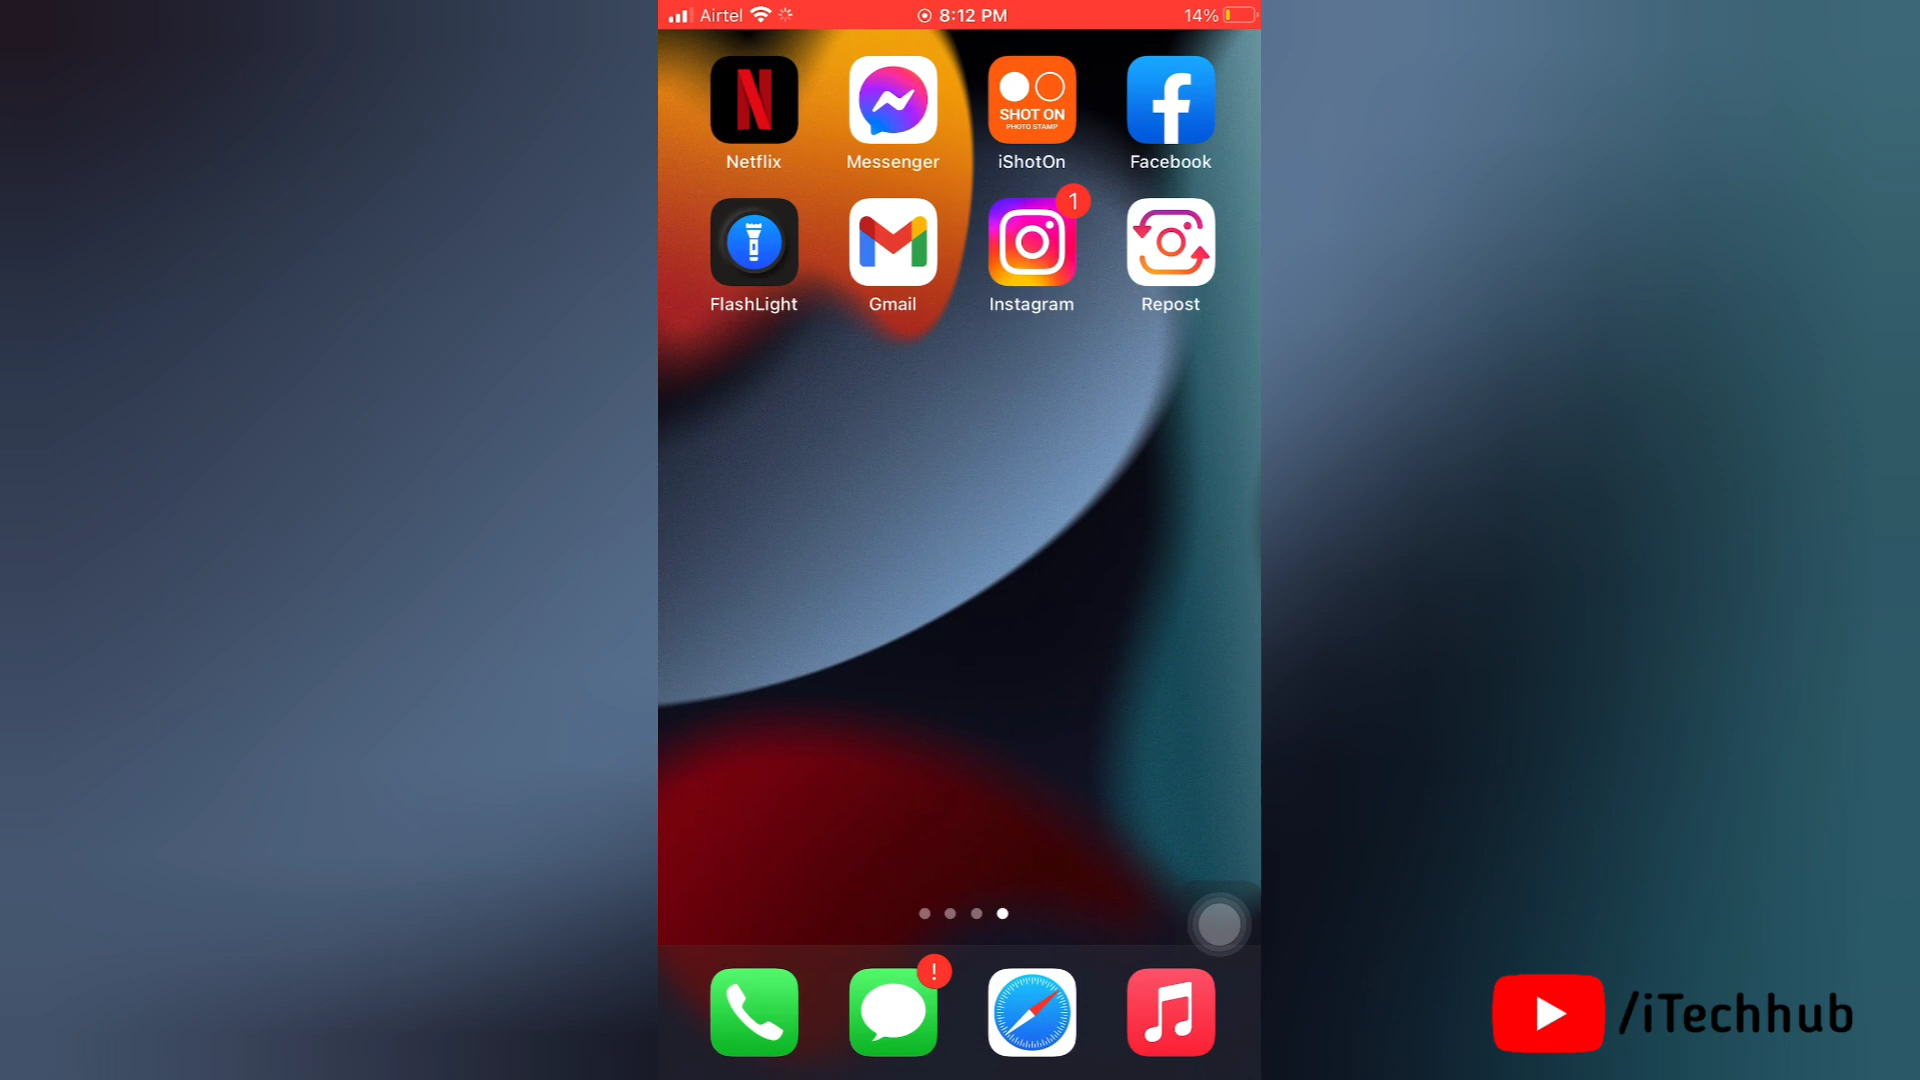 Airtel 8:12 PM 14%
SHOT ON
PHOTO STAMP
Netflix Messenger iShotOn Facebook
1
FlashLight Gmail Instagram Repost
!
/iTechhub